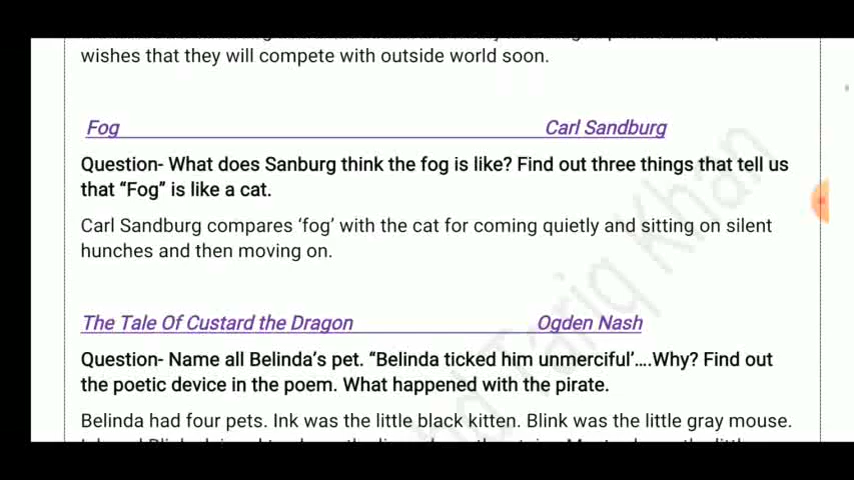 wishes that they will compete with outside world soon.
Fog Carl Sandburg
Question- What does Sanburg think the fog is like? Find out three things that tell us
that “Fog” is like a cat.
Carl Sandburg compares ‘fog’ with the cat for coming quietly and sitting on silent
hunches and then moving on.
The Tale Of Custard the Dragon Ogden Nash
Question- Name all Belinda’s pet. “Belinda ticked him unmerciful’....Why? Find out
the poetic device in the poem. What happened with the pirate.
Belinda had four pets. Ink was the little black kitten. Blink was the little gray mouse.
Tariq Khan